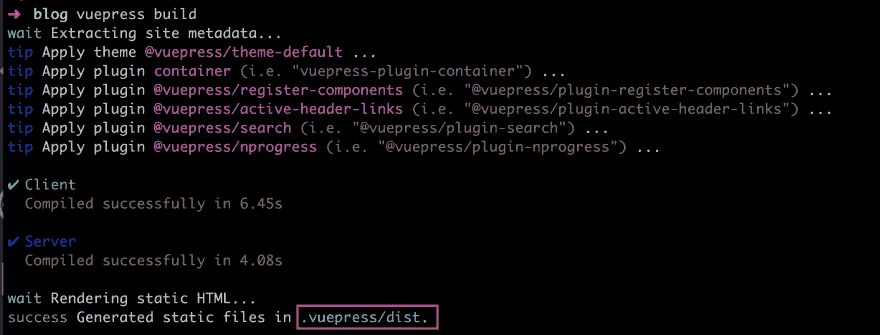 ➜ blog vuepress build
wait Extracting site metadata...
tip Apply theme @vuepress/theme-default ...
tip Apply plugin container (i.e. "vuepress-plugin-container") ...
tip Apply plugin @vuepress/register-components (i.e. "@vuepress/plugin-register-components") ...
tip Apply plugin @vuepress/active-header-links (i.e. "@vuepress/plugin-active-header-links") ...
tip Apply plugin @vuepress/search (i.e. "@vuepress/plugin-search") ...
tip Apply plugin @vuepress/nprogress (i.e. "@vuepress/plugin-nprogress") ...
✔ Client
Compiled successfully in 6.45s
✔ Server
Compiled successfully in 4.08s
wait Rendering static HTML...
success Generated static files in .vuepress/dist.